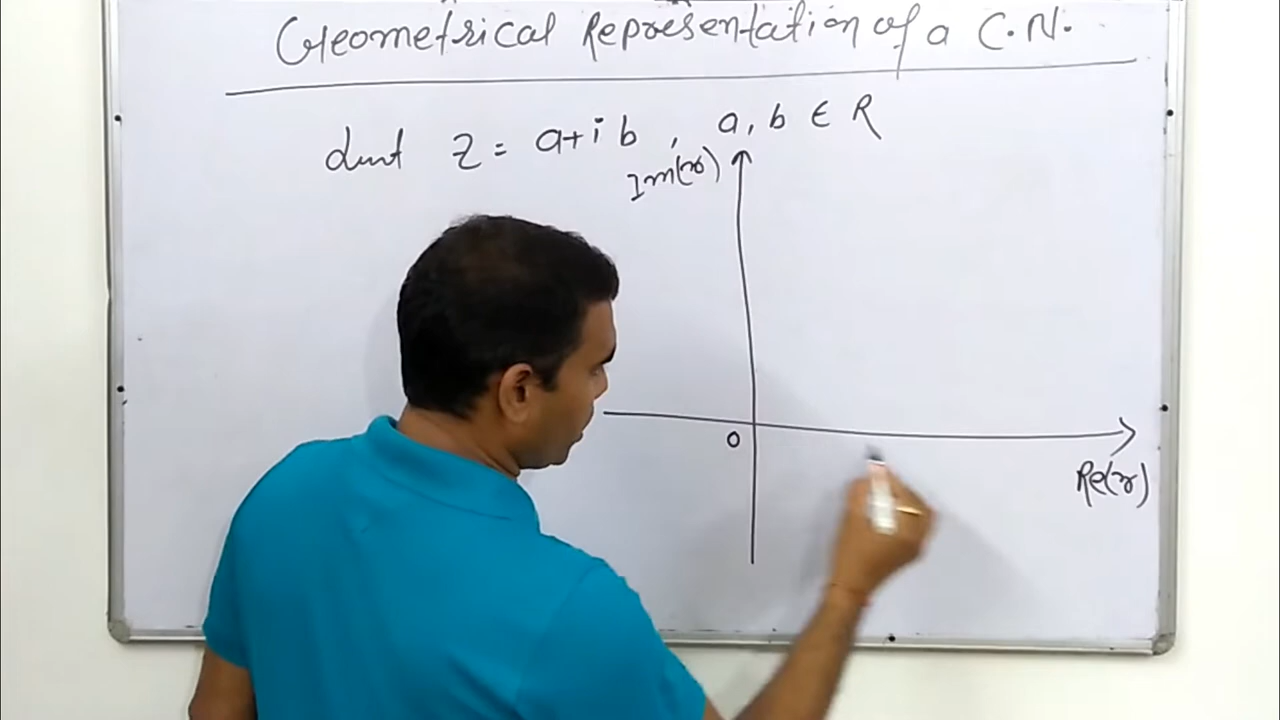 Geometrical Representation of a C.N.
Let z = a+ib , a, b ∈ R
Im(z)
0
Re(z)